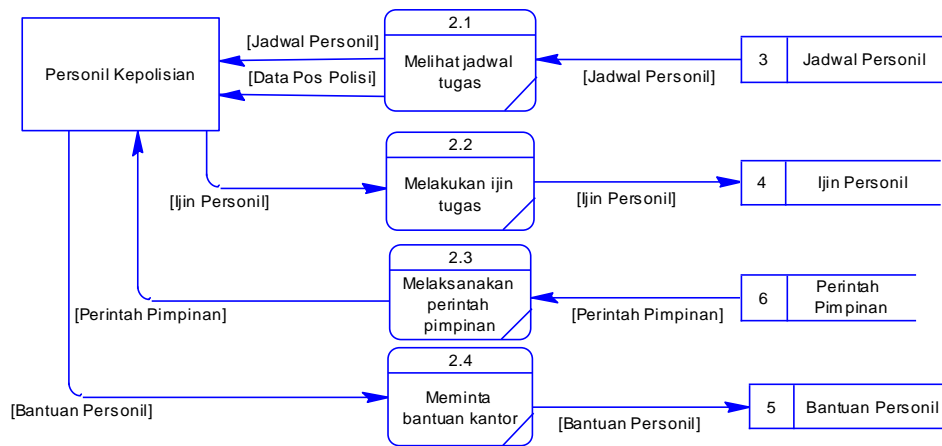 Personil Kepolisian
[Jadwal Personil]
[Data Pos Polisi]
2.1
Melihat jadwal
tugas
[Jadwal Personil]
3
Jadwal Personil
[Ijin Personil]
2.2
Melakukan ijin
tugas
[Ijin Personil]
4
Ijin Personil
[Perintah Pimpinan]
2.3
Melaksanakan
perintah
pimpinan
[Perintah Pimpinan]
6
Perintah
Pimpinan
[Bantuan Personil]
2.4
Meminta
bantuan kantor
[Bantuan Personil]
5
Bantuan Personil